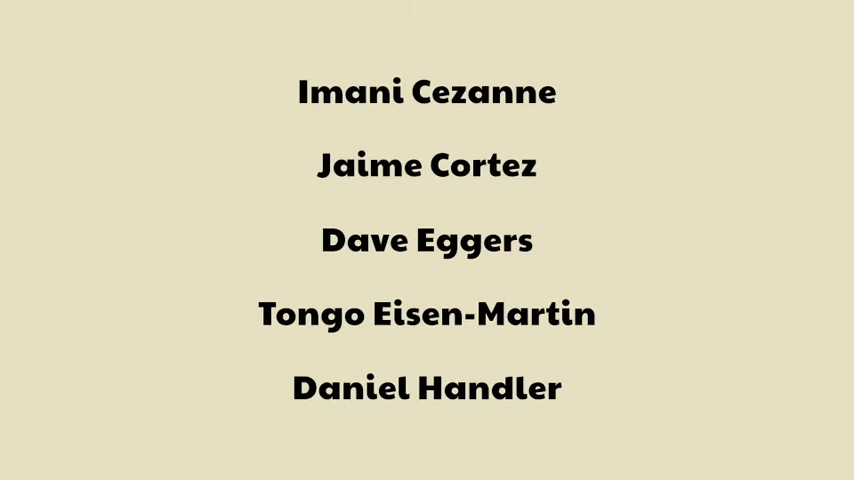 Imani Cezanne
Jaime Cortez
Dave Eggers
Tongo Eisen-Martin
Daniel Handler